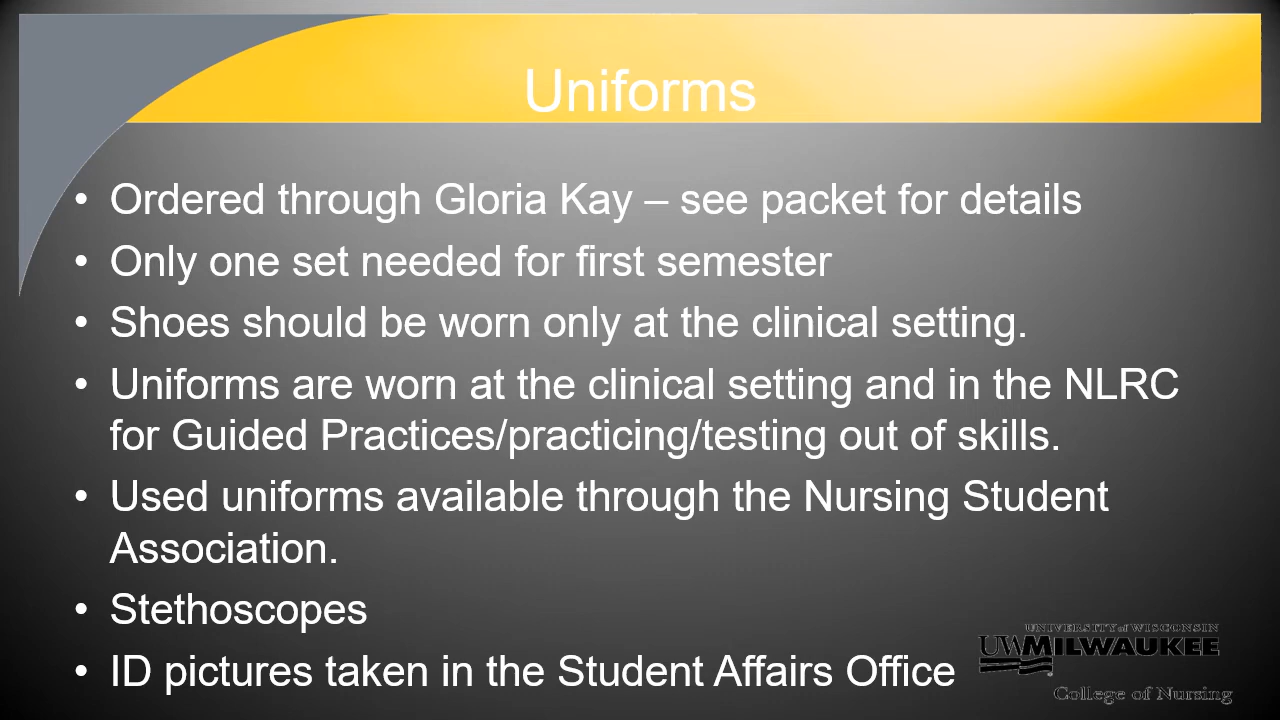 Uniforms
• Ordered through Gloria Kay – see packet for details
• Only one set needed for first semester
• Shoes should be worn only at the clinical setting.
• Uniforms are worn at the clinical setting and in the NLRC
for Guided Practices/practicing/testing out of skills.
• Used uniforms available through the Nursing Student
Association.
• Stethoscopes
• ID pictures taken in the Student Affairs Office
UNIVERSITY of WISCONSIN
UWMILWAUKEE
College of Nursing